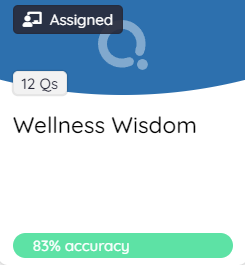 Assigned
12 Qs
Wellness Wisdom
83% accuracy